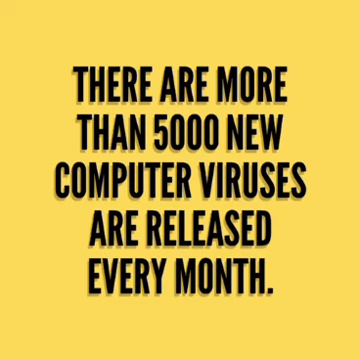 THERE ARE MORE
THAN 5000 NEW
COMPUTER VIRUSES
ARE RELEASED
EVERY MONTH.